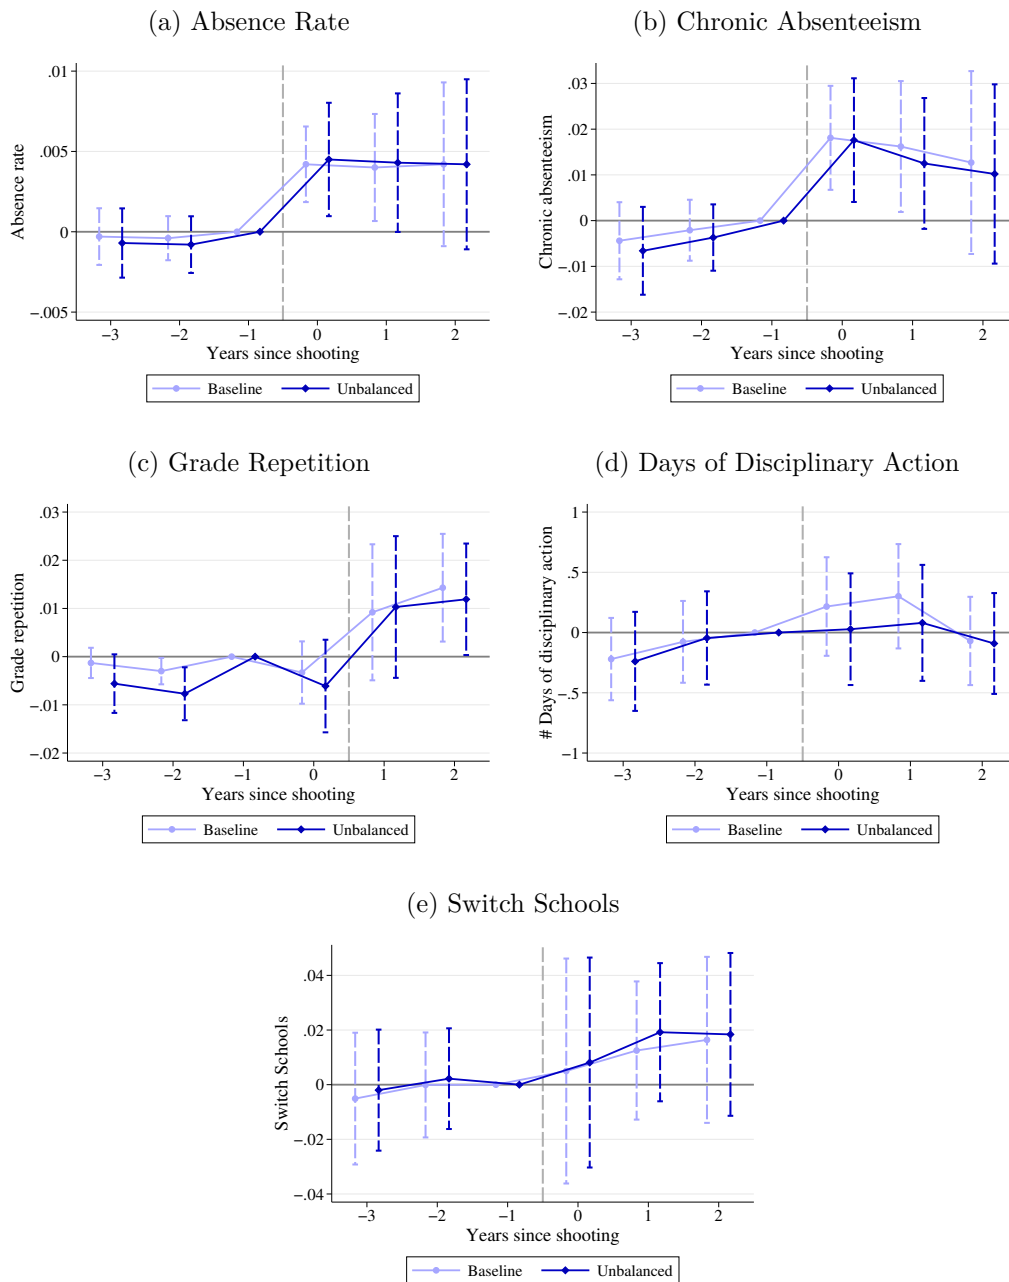 (a) Absence Rate
.01
.005
0
−.005
Absence rate
−3 −2 −1 0 1 2
Years since shooting
Baseline Unbalanced
(b) Chronic Absenteeism
.03
.02
.01
0
−.01
−.02
Chronic absenteeism
−3 −2 −1 0 1 2
Years since shooting
Baseline Unbalanced
(c) Grade Repetition
.03
.02
.01
0
−.01
−.02
Grade repetition
−3 −2 −1 0 1 2
Years since shooting
Baseline Unbalanced
(d) Days of Disciplinary Action
1
.5
0
−.5
−1
# Days of disciplinary action
−3 −2 −1 0 1 2
Years since shooting
Baseline Unbalanced
(e) Switch Schools
.04
.02
0
−.02
−.04
Switch Schools
−3 −2 −1 0 1 2
Years since shooting
Baseline Unbalanced